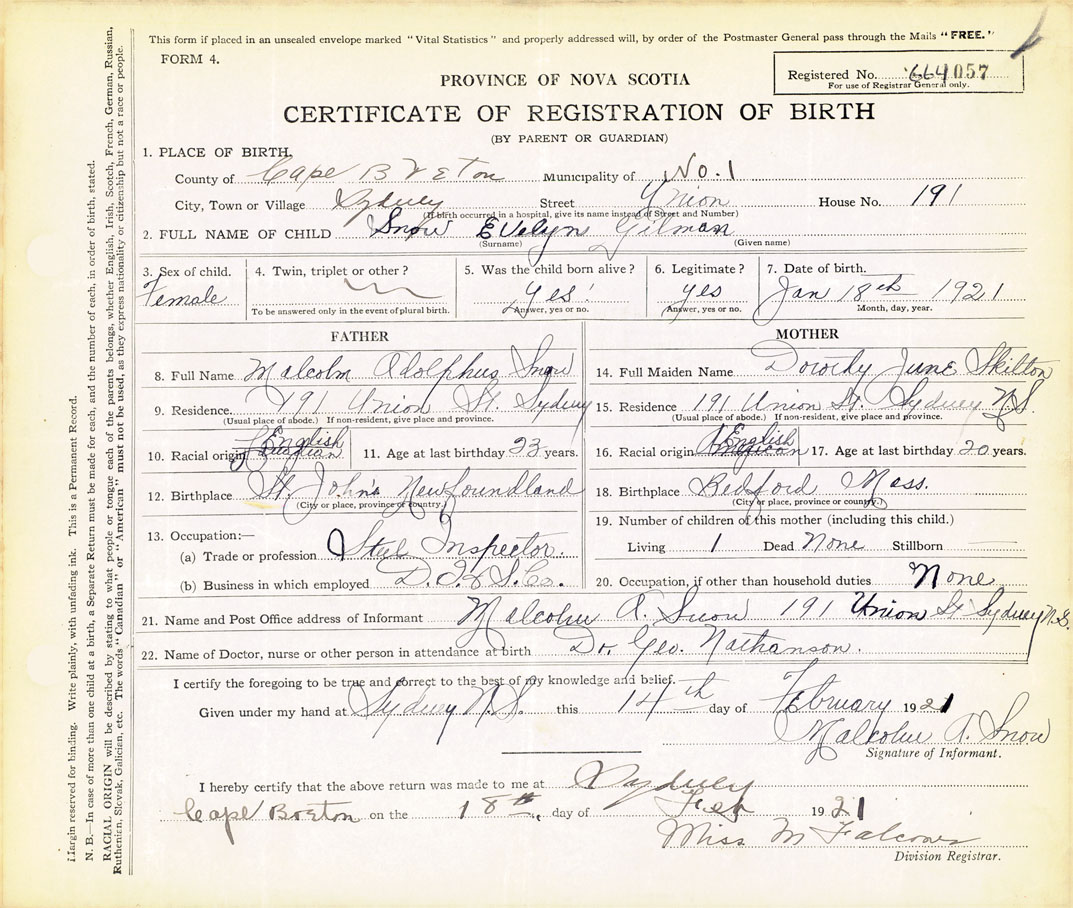 This form if placed in an unsealed envelope marked "Vital Statistics" and properly addressed will, by order of the Postmaster General pass through the Mails "FREE."
FORM 4.
PROVINCE OF NOVA SCOTIA
Registered No. 664057
For use of Registrar General only.
CERTIFICATE OF REGISTRATION OF BIRTH
(BY PARENT OR GUARDIAN)
1. PLACE OF BIRTH.
County of Cape Breton Municipality of No. 1
City, Town or Village Sydney Street Union House No. 191
(If birth occurred in a hospital, give its name instead of Street and Number)
2. FULL NAME OF CHILD Snow Evelyn Gilman
(Surname) (Given name)
3. Sex of child. 4. Twin, triplet or other? 5. Was the child born alive? 6. Legitimate? 7. Date of birth.
Female Yes! Yes Jan 18th 1921
To be answered only in the event of plural birth. Answer, yes or no. Answer, yes or no. Month, day, year.
FATHER
8. Full Name Malcolm Adolphus Snow
9. Residence. 191 Union St. Sydney
(Usual place of abode.) If non-resident, give place and province.
10. Racial origin English 11. Age at last birthday 23 years.
12. Birthplace St. John's Newfoundland
(City or place, province or country.)
13. Occupation:—
(a) Trade or profession Steel Inspector.
(b) Business in which employed D. I. & S. Co.
MOTHER
14. Full Maiden Name Dorothy June Skilton
15. Residence 191 Union St. Sydney N.S.
(Usual place of abode.) If non-resident, give place and province.
16. Racial origin English 17. Age at last birthday 20 years.
18. Birthplace Bedford Mass.
(City or place, province or country.)
19. Number of children of this mother (including this child.)
Living 1 Dead None Stillborn
20. Occupation, if other than household duties None
21. Name and Post Office address of Informant Malcolm A. Snow 191 Union St Sydney N.S.
22. Name of Doctor, nurse or other person in attendance at birth Dr. Geo. Nathanson.
I certify the foregoing to be true and correct to the best of my knowledge and belief.
Given under my hand at Sydney N.S. this 14th day of February 1921
Malcolm A. Snow
Signature of Informant.
I hereby certify that the above return was made to me at Sydney
Cape Breton on the 18th day of Feb 1921
Miss M Falconer
Division Registrar.
Margin reserved for binding. Write plainly, with unfading ink. This is a Permanent Record.
N. B.—In case of more than one child at a birth, a Separate Return must be made for each, and the number of each, in order of birth, stated.
RACIAL ORIGIN will be described by stating to what people or tongue each of the parents belongs, whether English, Irish, Scotch, French, German, Russian,
Ruthenian, Slovak, Galician, etc. The words "Canadian" or "American" must not be used, as they express nationality or citizenship but not a race or people.